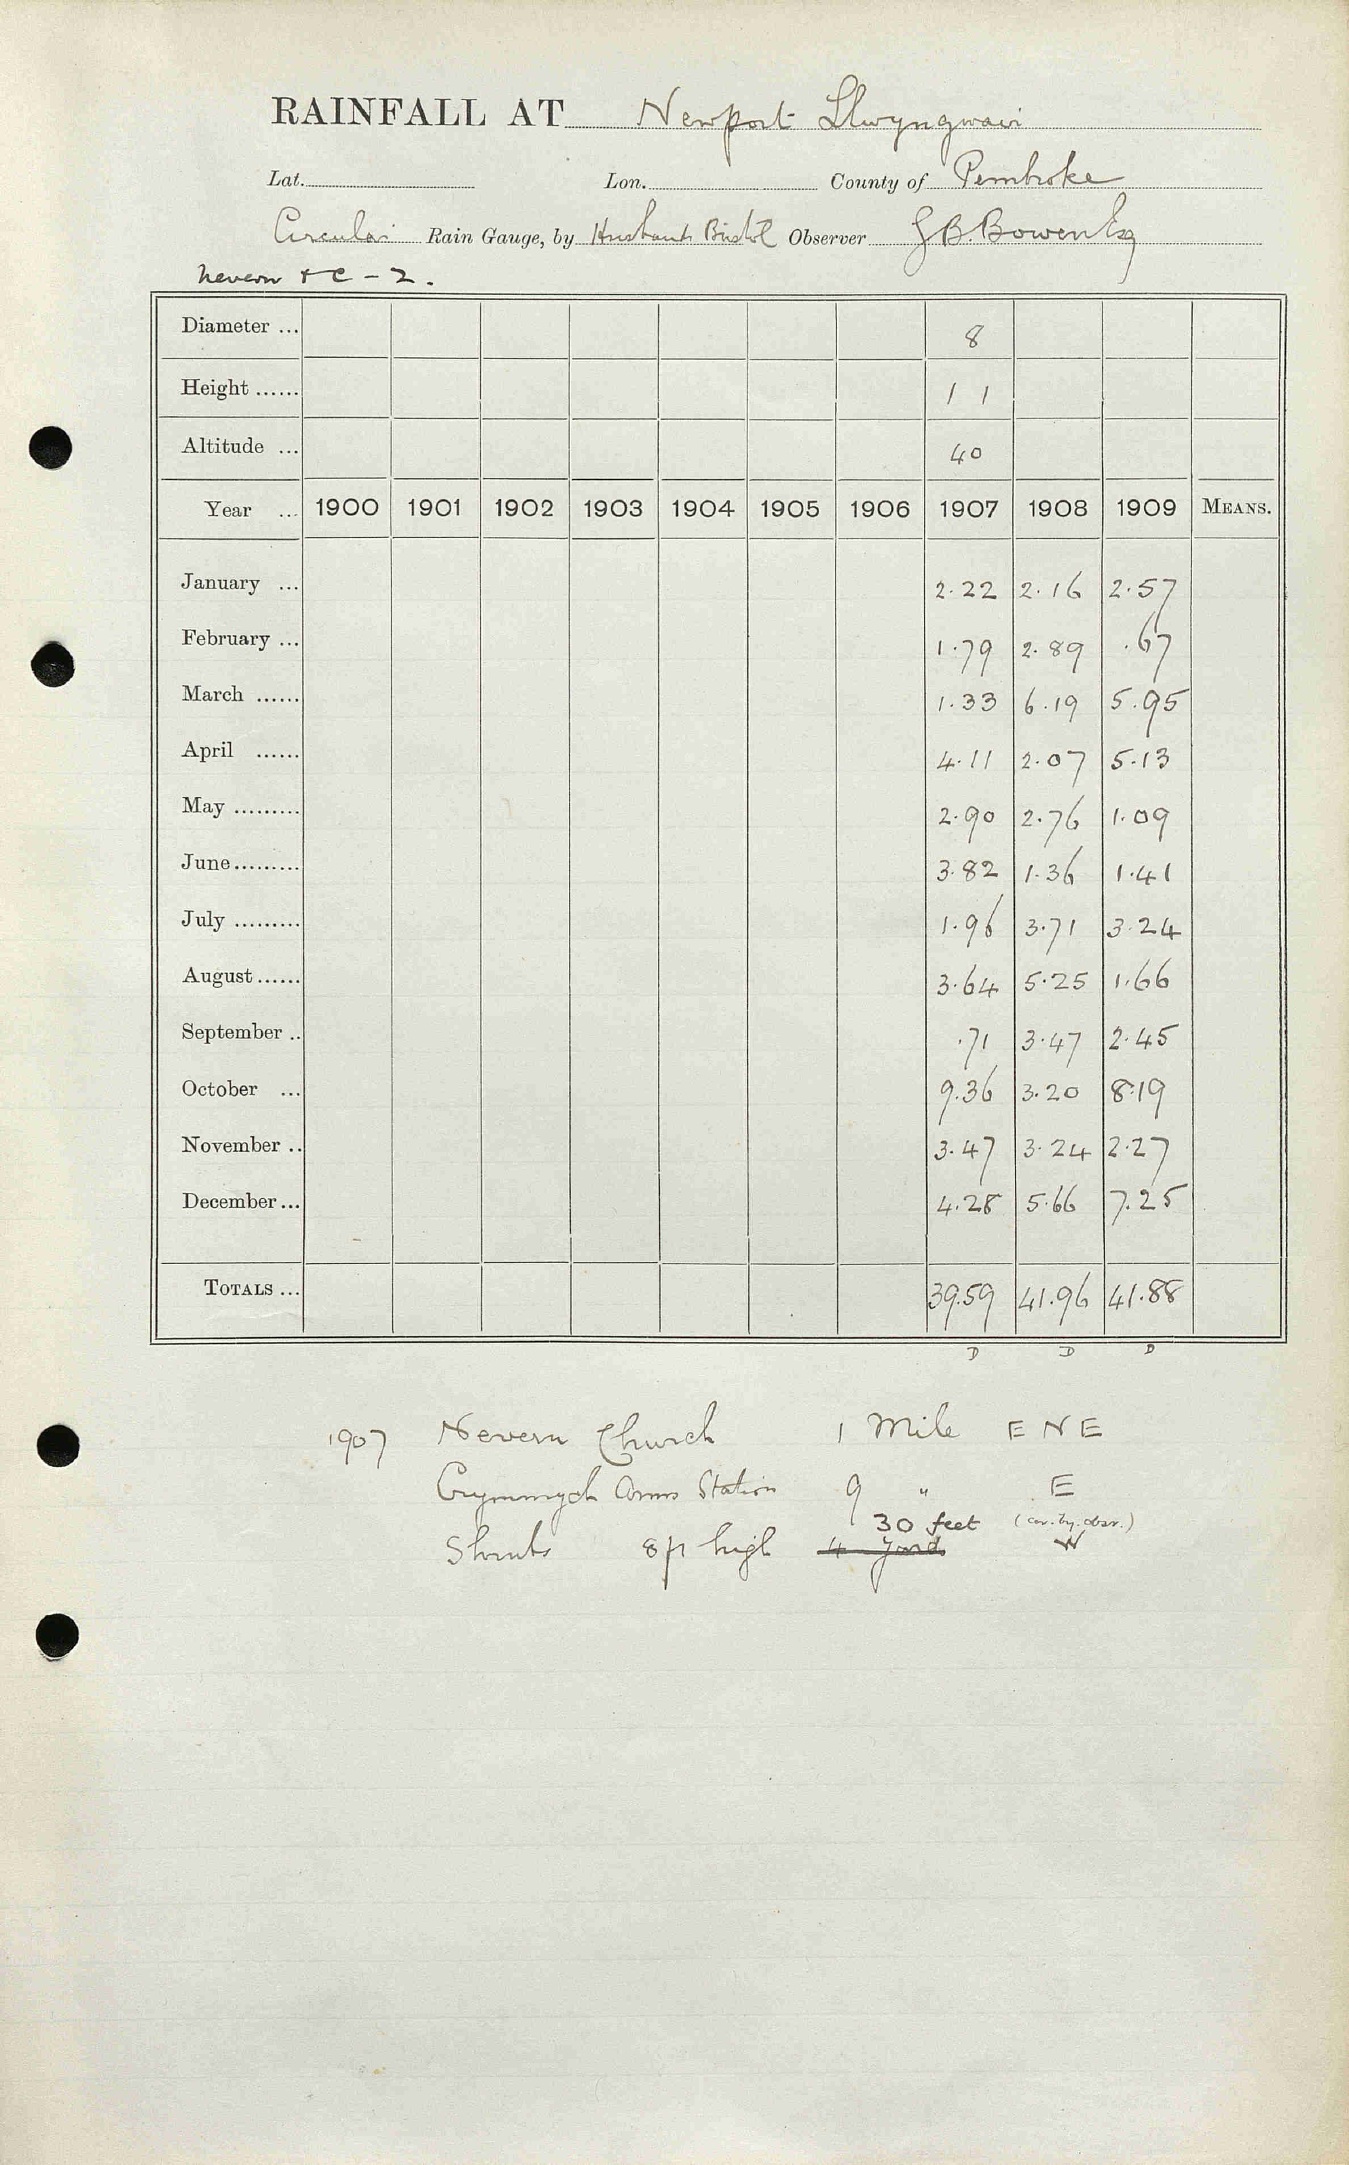 RAINFALL AT Newport Llwyngwair
Lat. Lon. County of Pembroke
Circular Rain Gauge, by Husbands Bristol Observer G B. Bowen Esq
Nevern + C - 2.
Diameter ... 8
Height ...... 1 1
Altitude ... 40
Year ... 1900 1901 1902 1903 1904 1905 1906 1907 1908 1909 MEANS.
January ... 2.22 2.16 2.57
February ... 1.79 2.89 .67
March ...... 1.33 6.19 5.95
April ...... 4.11 2.07 5.13
May ......... 2.90 2.76 1.09
June ......... 3.82 1.36 1.41
July ......... 1.96 3.71 3.24
August ...... 3.64 5.25 1.66
September .. .71 3.47 2.45
October ... 9.36 3.20 8.19
November .. 3.47 3.24 2.27
December ... 4.28 5.66 7.25
TOTALS ... 39.59 41.96 41.88
D D D
1907 Nevern Church 1 Mile E N E
Crymmych Arms Station 9 " E
30 feet (cor. by. obsr.)
Shrubs 8 ft high 4 Yards W